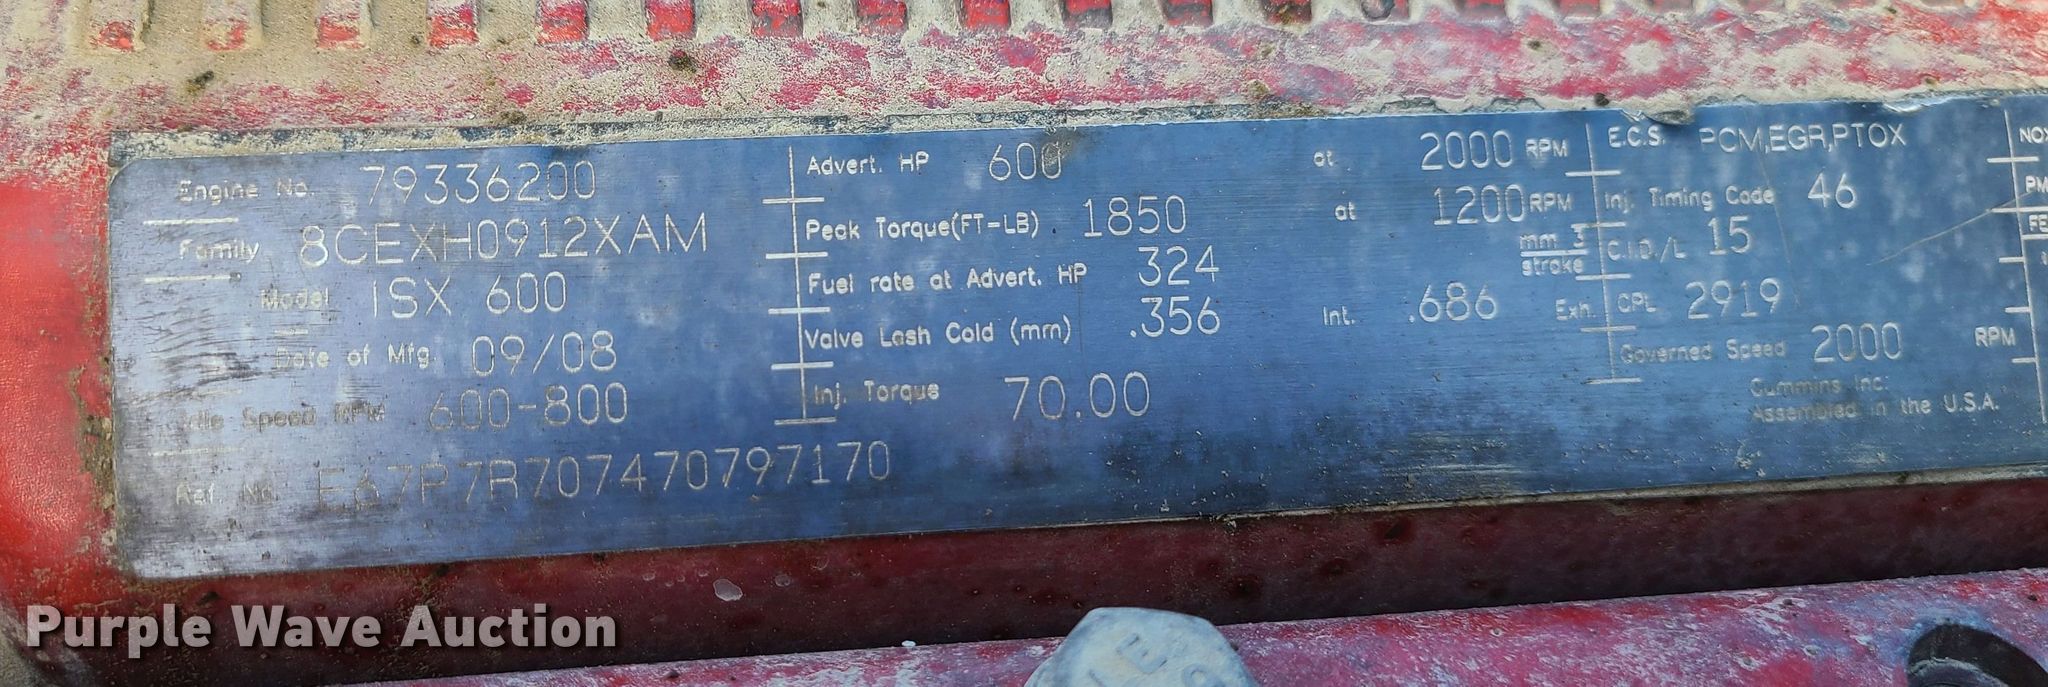 Engine No. 79336200
Family 8CEXH0912XAM
Model ISX 600
Date of Mfg. 09/08
Idle Speed RPM 600-800
Ref. No. E67P7R707470797170
Advert. HP 600 at 2000 RPM
Peak Torque(FT-LB) 1850 at 1200 RPM
Fuel rate at Advert. HP 324 mm 3 / stroke
Valve Lash Cold (mm) .356 Int. .686 Exh.
Inj. Torque 70.00
E.C.S. PCM,EGR,PTOX
Inj. Timing Code 46
C.I.D./L 15
CPL 2919
Governed Speed 2000 RPM
Cummins Inc.
Assembled in the U.S.A.
NOX
PM
FE
Purple Wave Auction